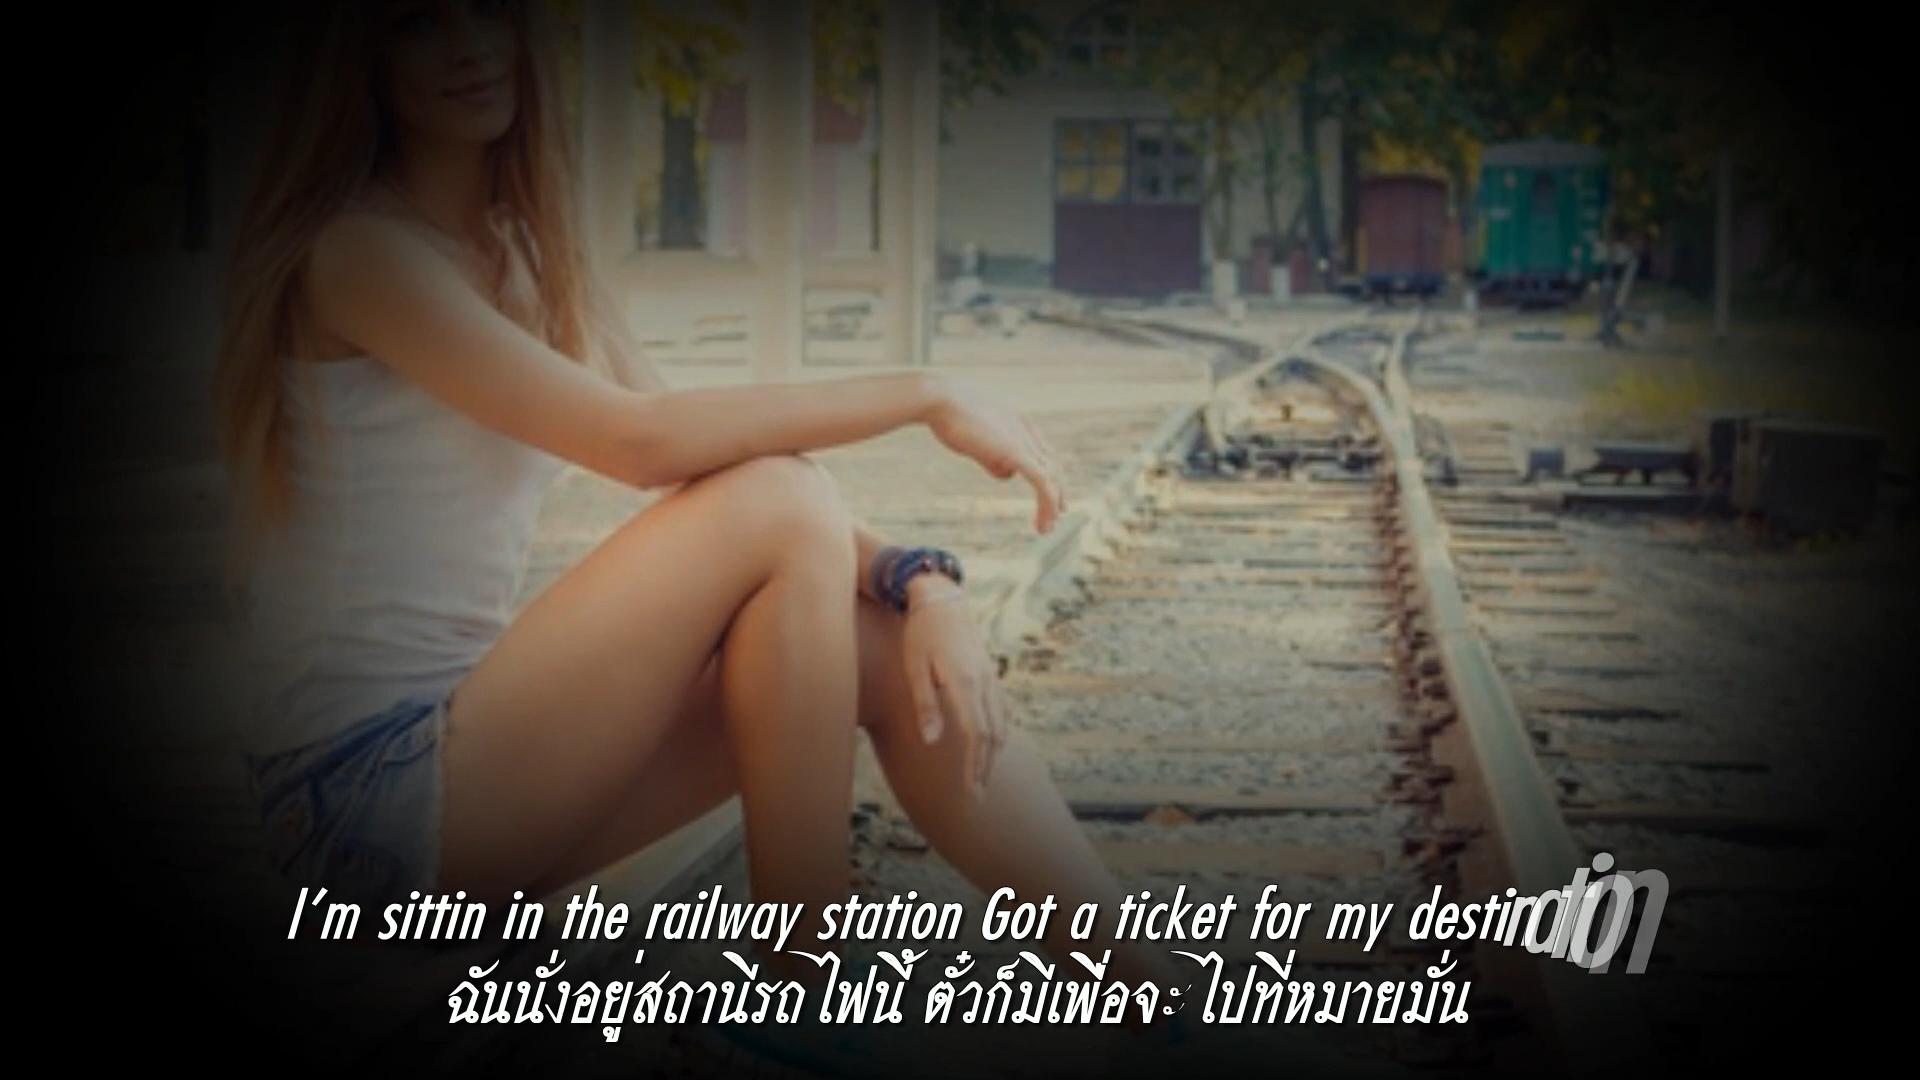 I'm sittin in the railway station Got a ticket for my destination
ฉันนั่งอยู่สถานีรถไฟนี้ ตั๋วก็มีเพื่อจะไปที่หมายมั่น